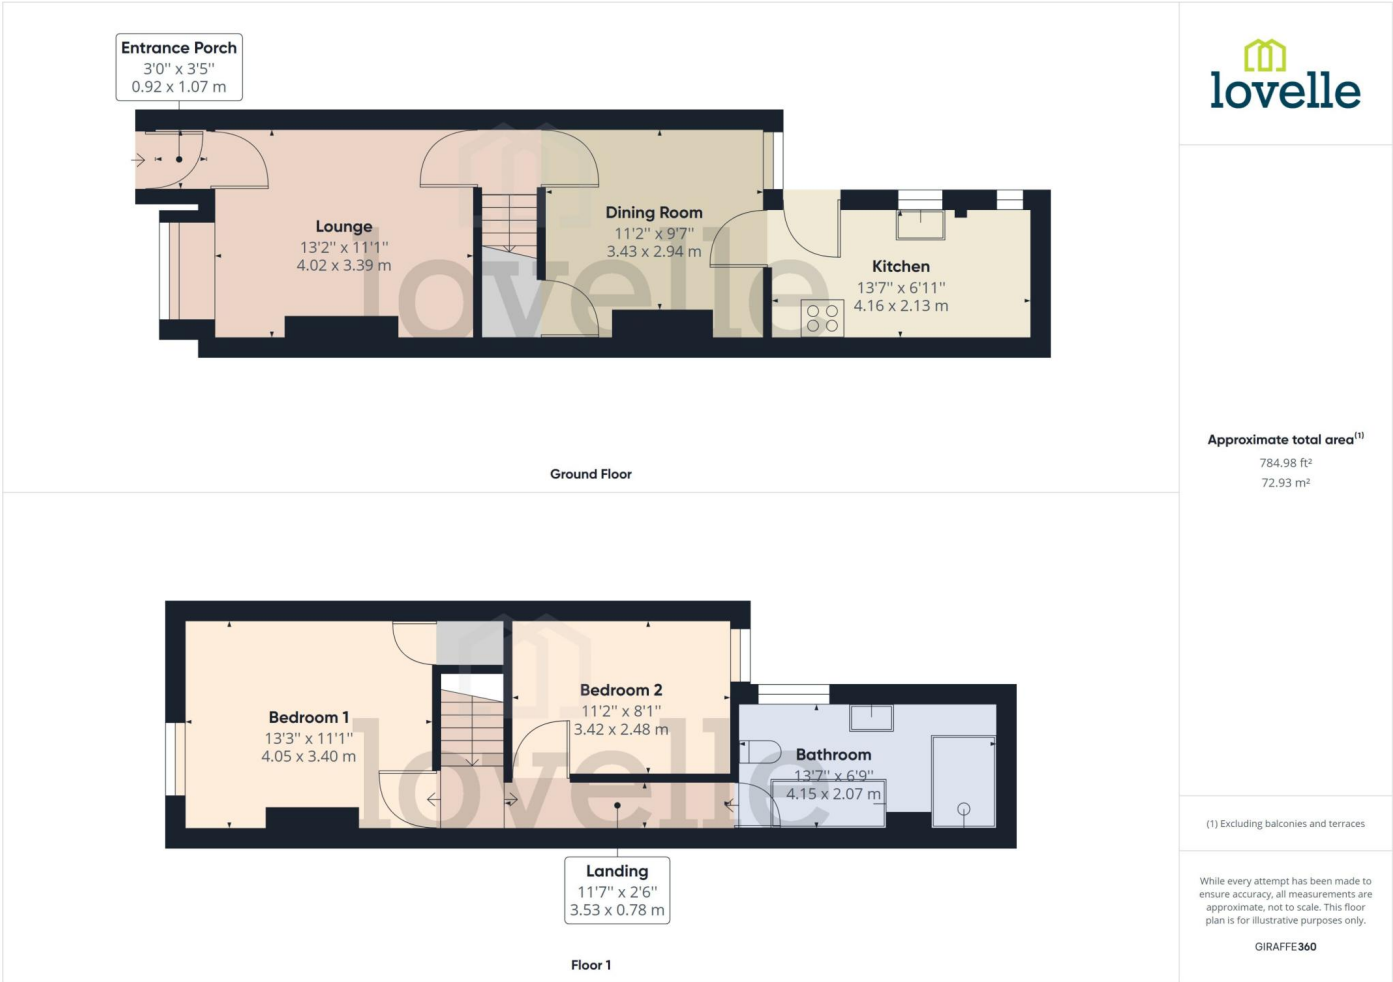 Entrance Porch
3'0" x 3'5"
0.92 x 1.07 m
Lounge
13'2" x 11'1"
4.02 x 3.39 m
Dining Room
11'2" x 9'7"
3.43 x 2.94 m
Kitchen
13'7" x 6'11"
4.16 x 2.13 m
lovelle
Ground Floor
Bedroom 1
13'3" x 11'1"
4.05 x 3.40 m
Bedroom 2
11'2" x 8'1"
3.42 x 2.48 m
Bathroom
13'7" x 6'9"
4.15 x 2.07 m
lovelle
Landing
11'7" x 2'6"
3.53 x 0.78 m
Floor 1
lovelle
Approximate total area(1)
784.98 ft²
72.93 m²
(1) Excluding balconies and terraces
While every attempt has been made to
ensure accuracy, all measurements are
approximate, not to scale. This floor
plan is for illustrative purposes only.
GIRAFFE360